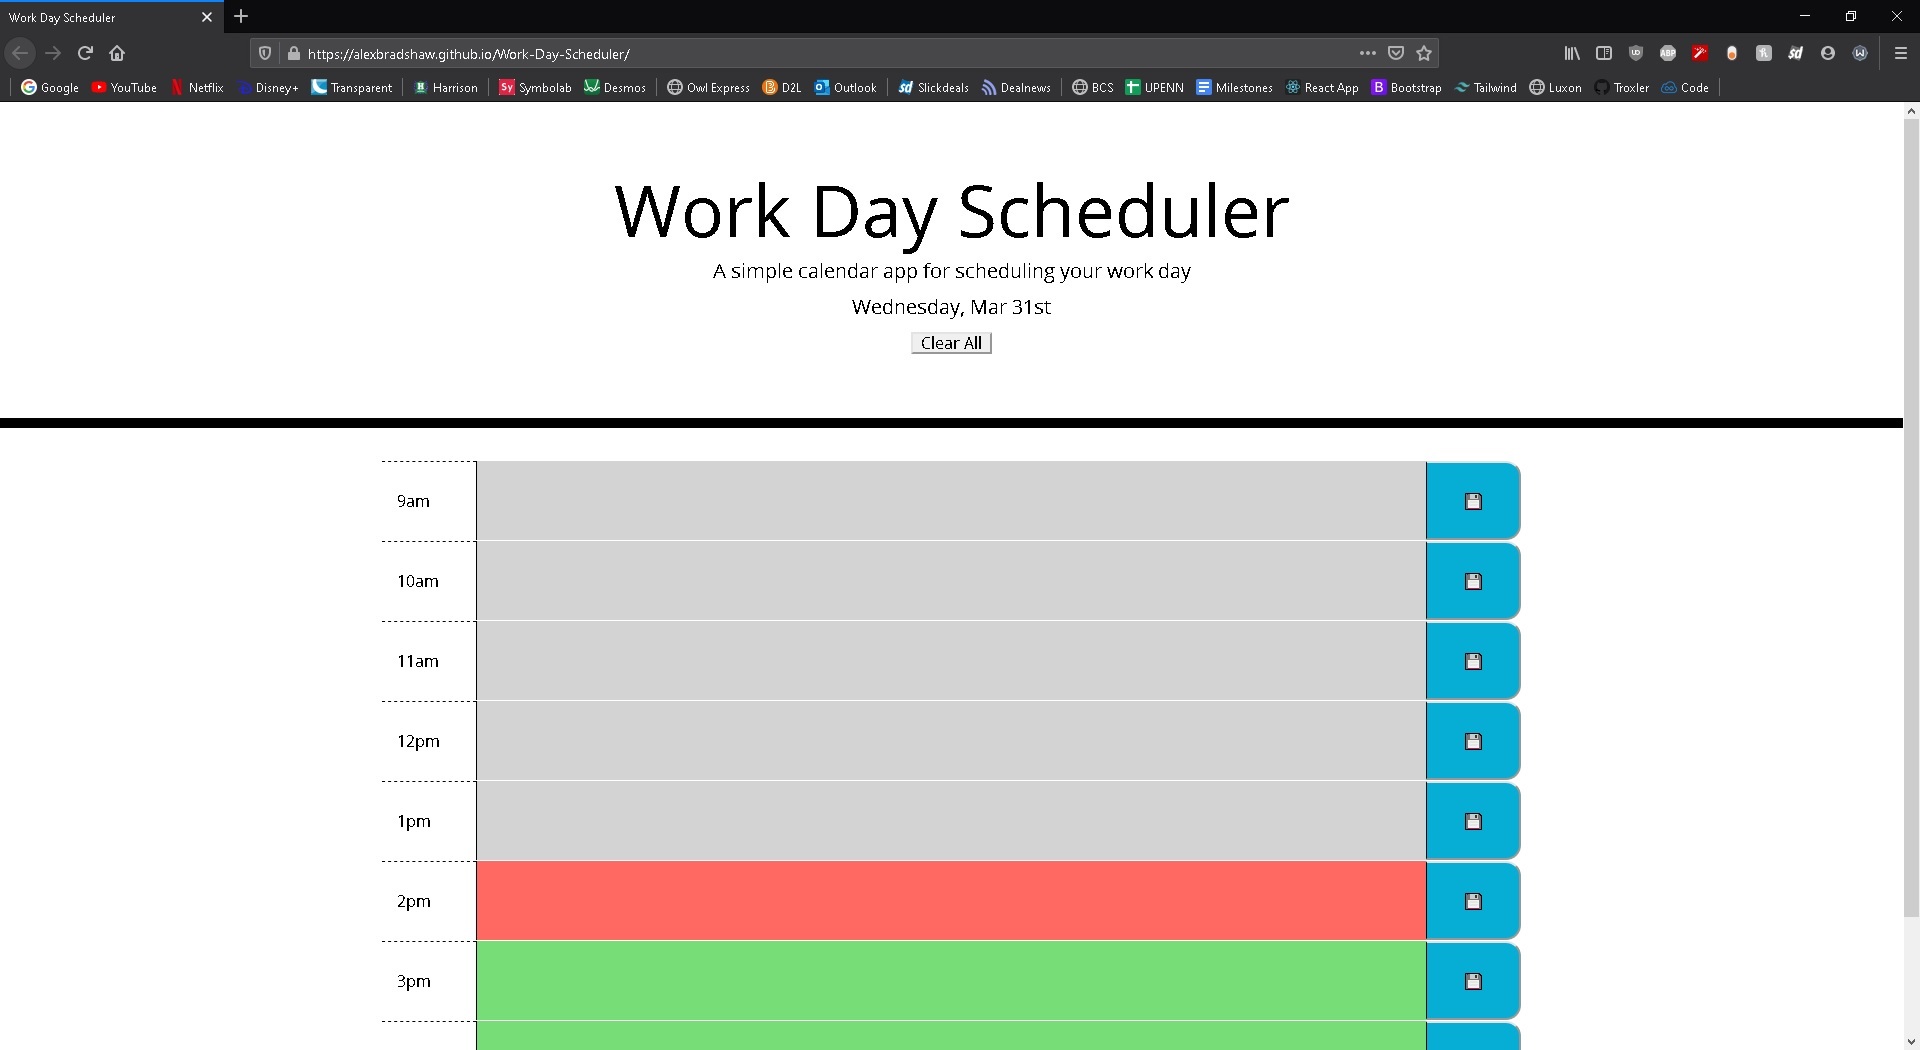 Work Day Scheduler
https://alexbradshaw.github.io/Work-Day-Scheduler/
Google YouTube Netflix Disney+ Transparent Harrison Symbolab Desmos Owl Express D2L Outlook Slickdeals Dealnews BCS UPENN Milestones React App Bootstrap Tailwind Luxon Troxler Code
Work Day Scheduler
A simple calendar app for scheduling your work day
Wednesday, Mar 31st
Clear All
9am
10am
11am
12pm
1pm
2pm
3pm